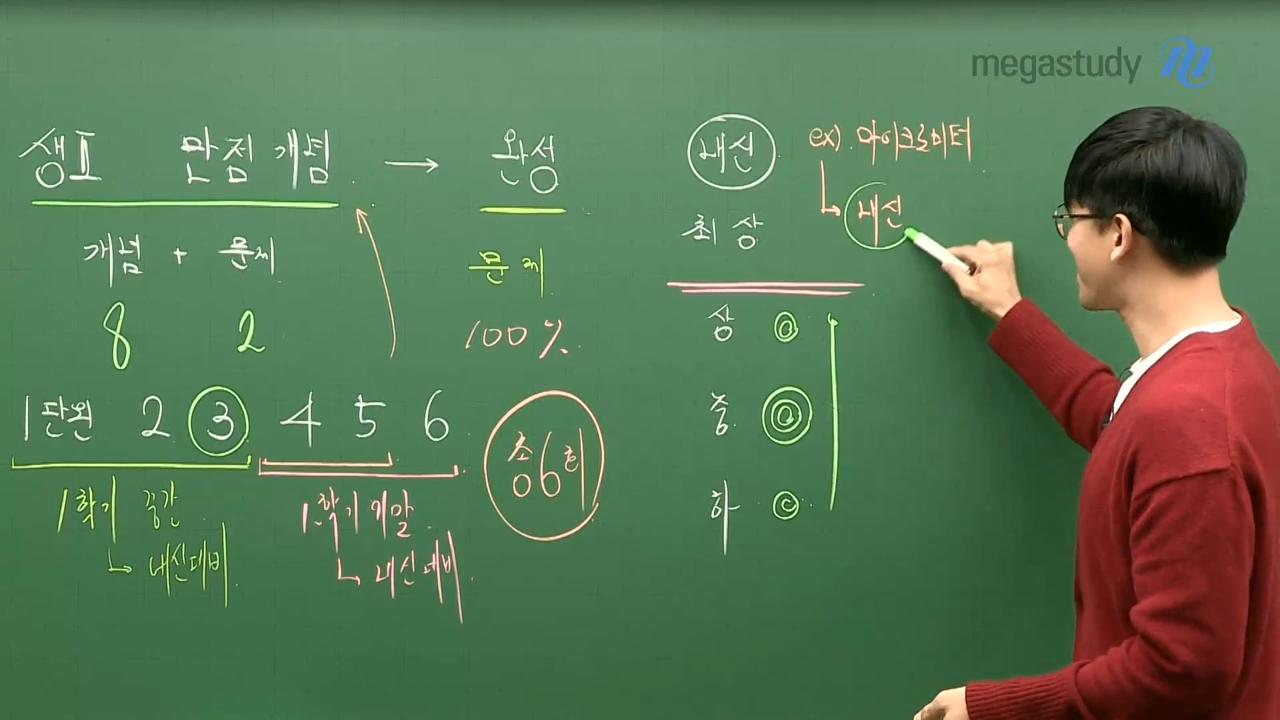 megastudy
생Ⅱ 만점개념 → 완성
개념 + 문제
8 2
문제
100%
1단원 2 3 4 5 6
총6회
1학기 중간
↳ 내신대비
1학기 기말
↳ 내신대비
내신
ex) 마이크로미터
↳ 내신
최상
상 ◎
중 ◎
하 ◎